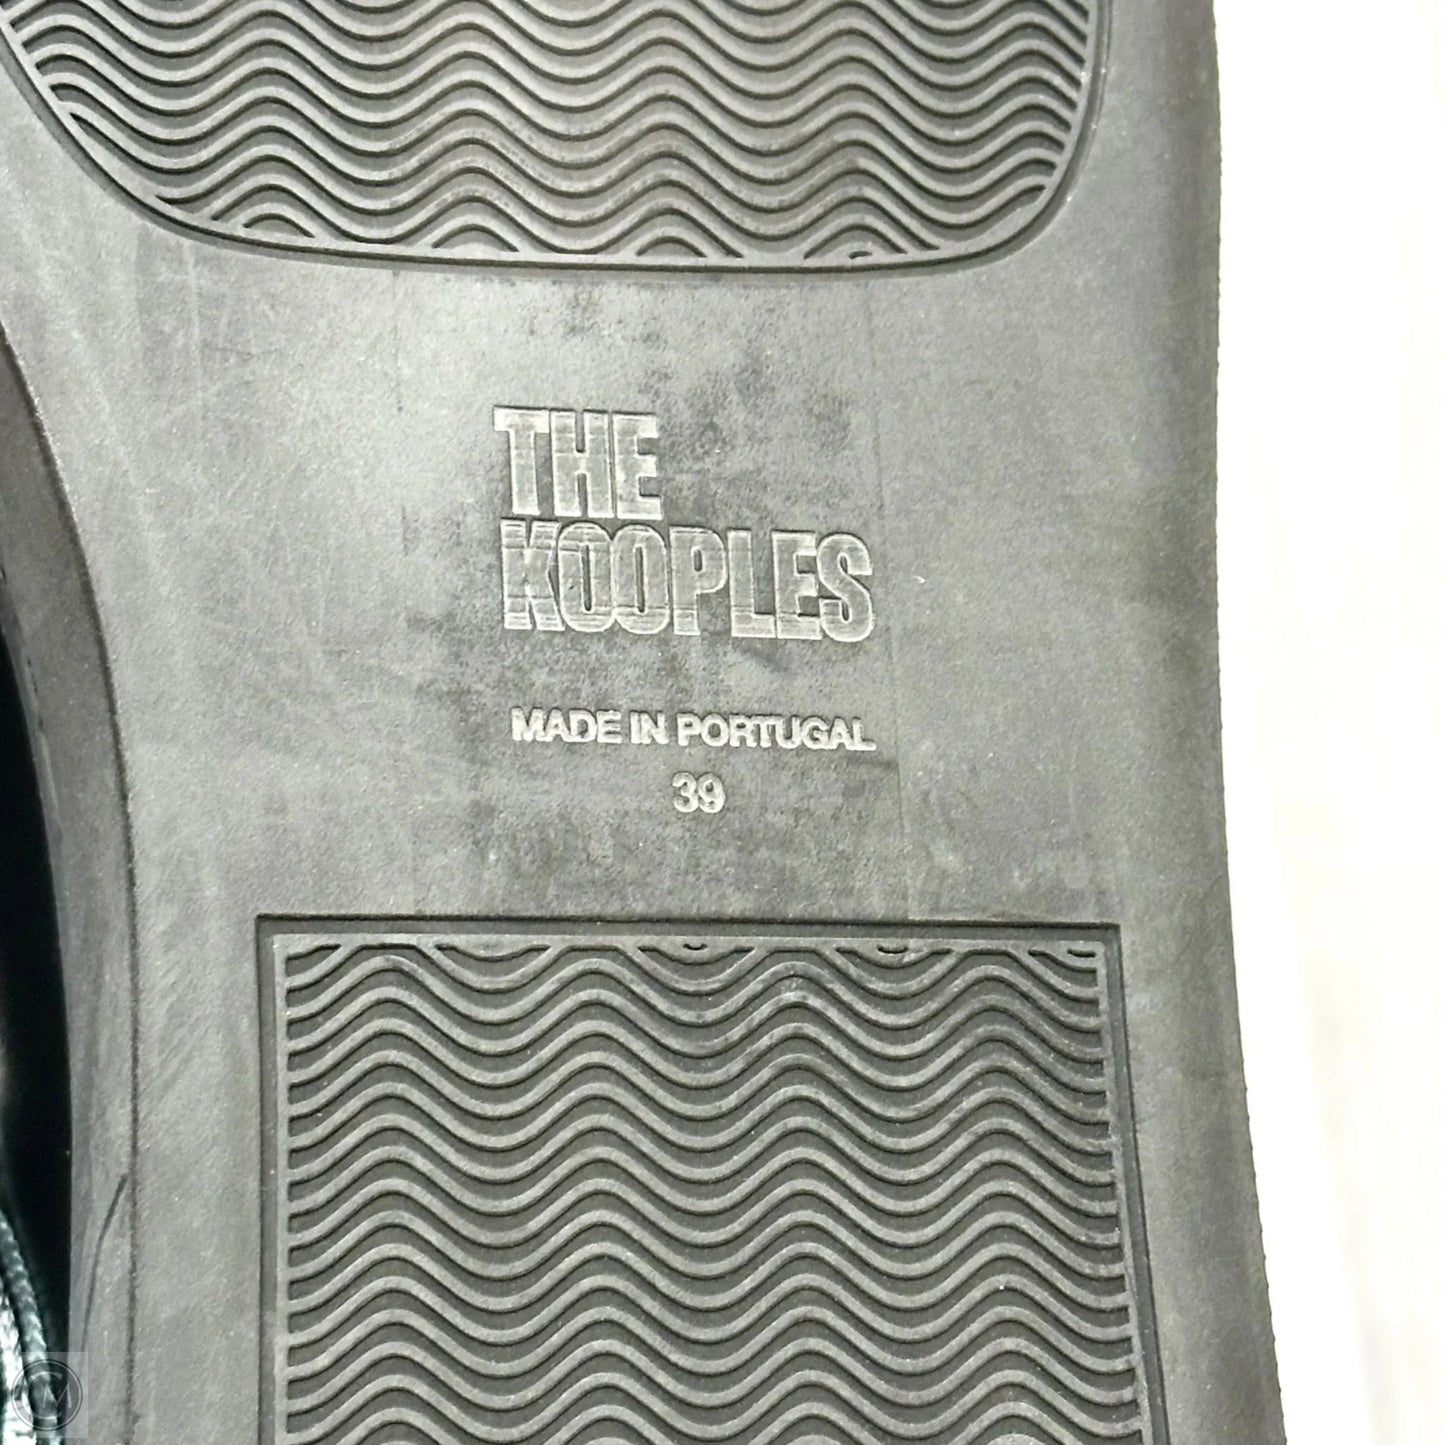 THE
KOOPLES
MADE IN PORTUGAL
39